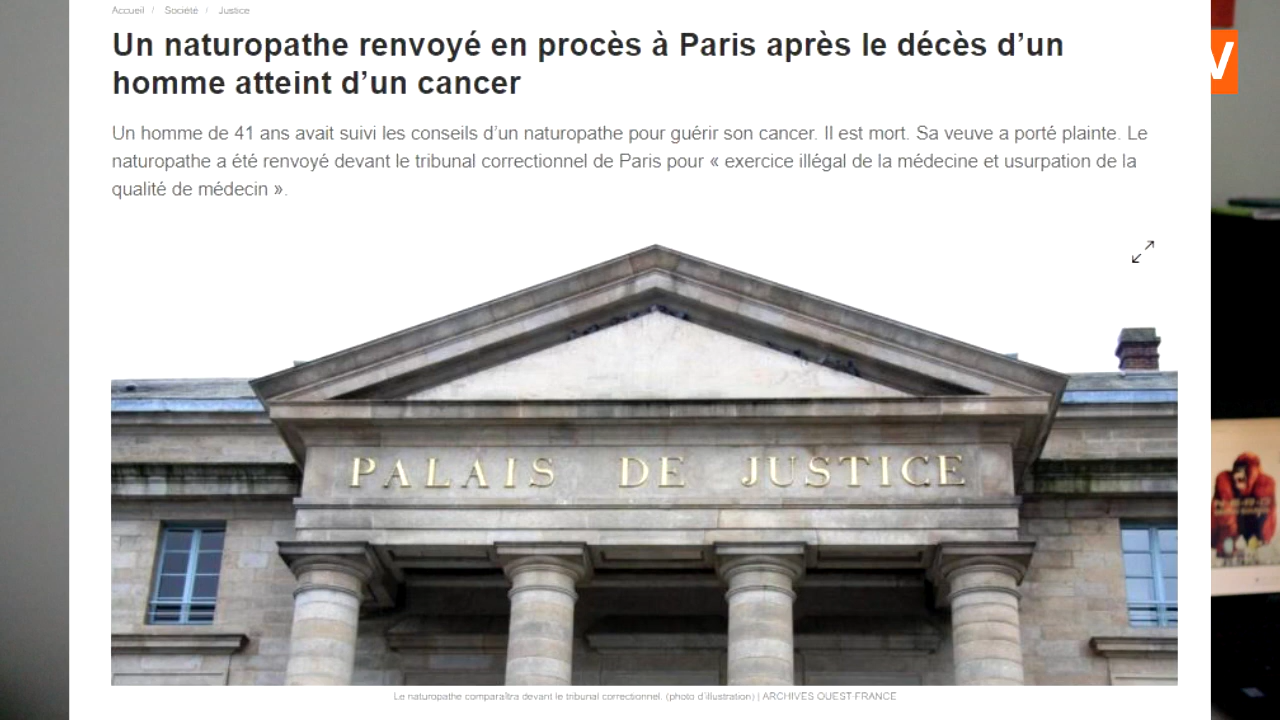 Accueil / Société / Justice
Un naturopathe renvoyé en procès à Paris après le décès d’un
homme atteint d’un cancer
Un homme de 41 ans avait suivi les conseils d’un naturopathe pour guérir son cancer. Il est mort. Sa veuve a porté plainte. Le
naturopathe a été renvoyé devant le tribunal correctionnel de Paris pour « exercice illégal de la médecine et usurpation de la
qualité de médecin ».
PALAIS DE JUSTICE
Le naturopathe comparaîtra devant le tribunal correctionnel. (photo d’illustration) | ARCHIVES OUEST-FRANCE